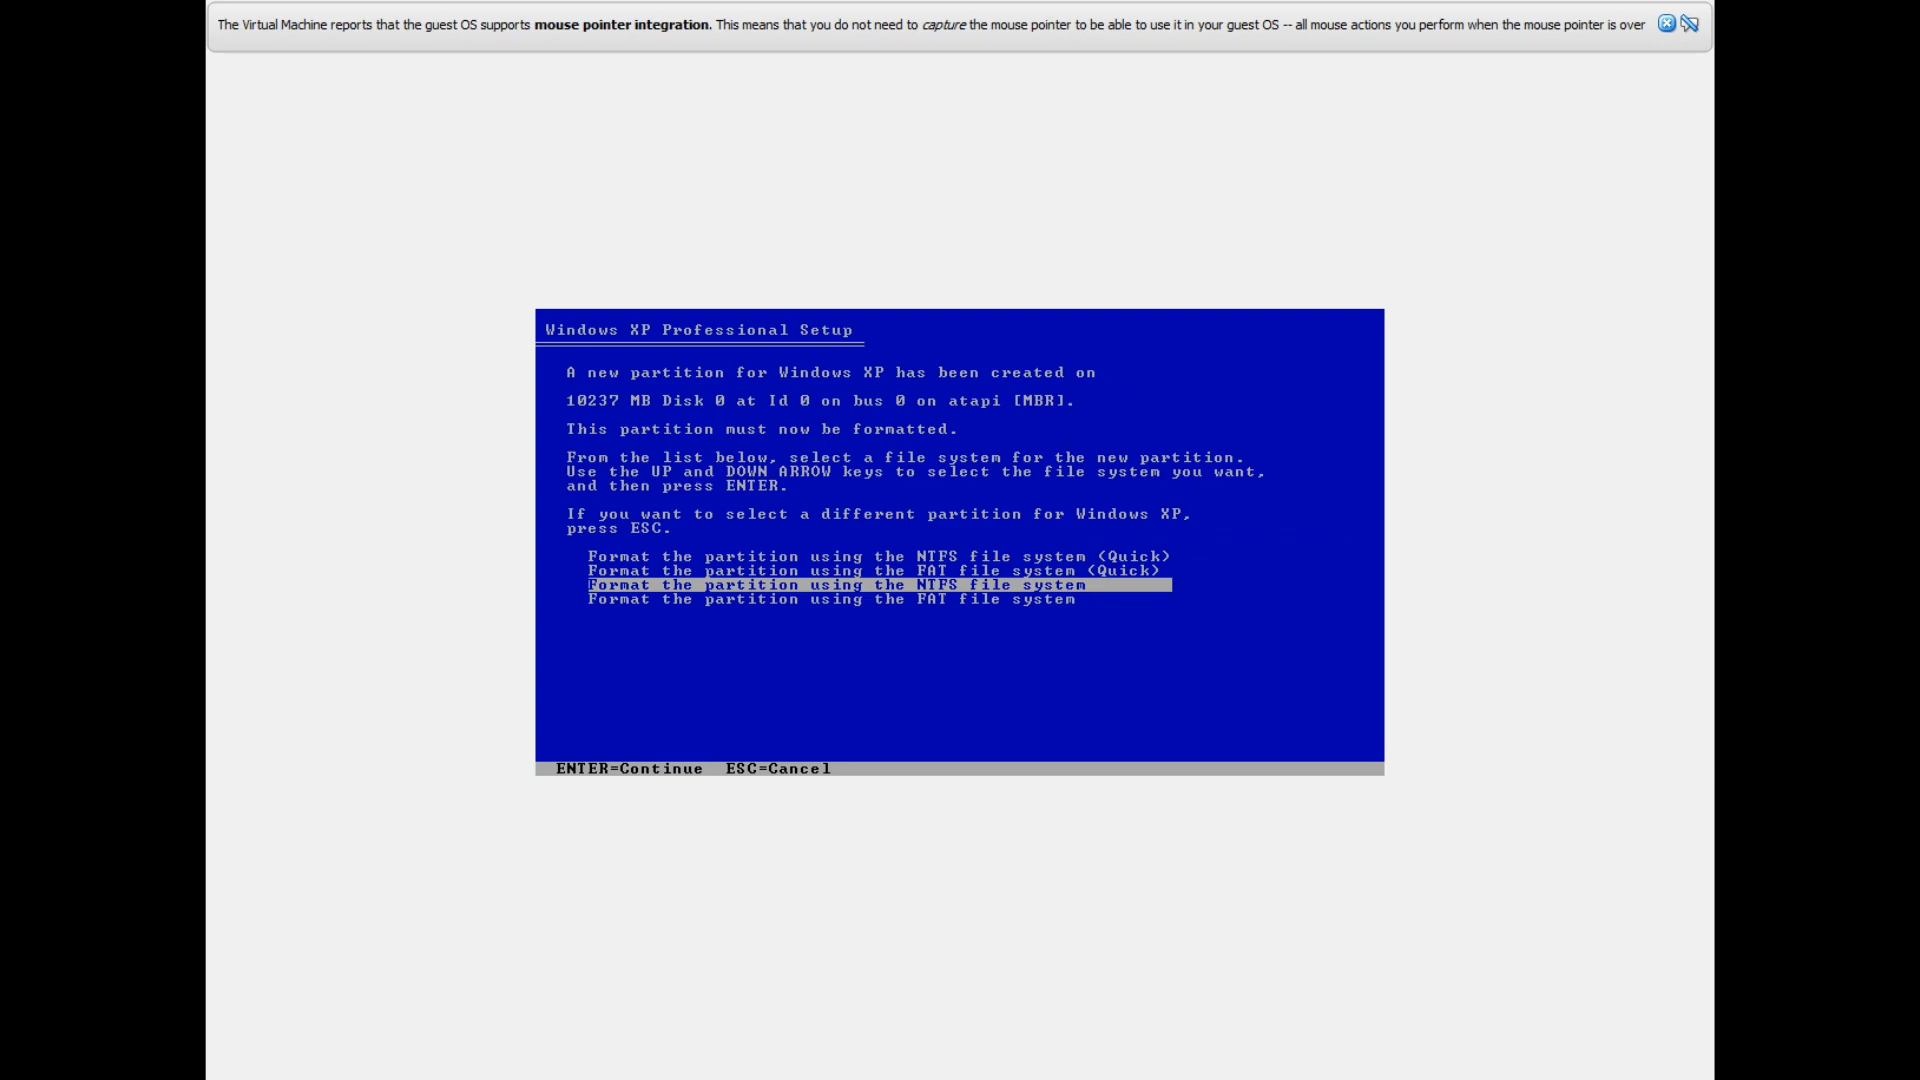 The Virtual Machine reports that the guest OS supports mouse pointer integration. This means that you do not need to capture the mouse pointer to be able to use it in your guest OS -- all mouse actions you perform when the mouse pointer is over
Windows XP Professional Setup
A new partition for Windows XP has been created on
10237 MB Disk 0 at Id 0 on bus 0 on atapi [MBR].
This partition must now be formatted.
From the list below, select a file system for the new partition.
Use the UP and DOWN ARROW keys to select the file system you want,
and then press ENTER.
If you want to select a different partition for Windows XP,
press ESC.
Format the partition using the NTFS file system (Quick)
Format the partition using the FAT file system (Quick)
Format the partition using the NTFS file system
Format the partition using the FAT file system
ENTER=Continue ESC=Cancel